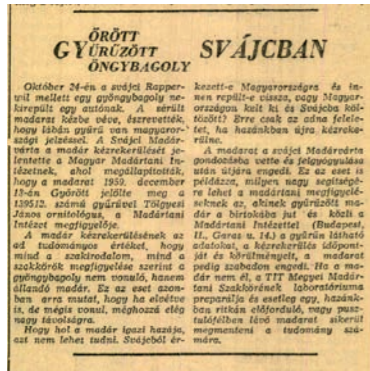 GYŐRÖTT
GYŰRŰZÖTT
GYÖNGYBAGOLY
SVÁJCBAN
Október 24-én a svájci Rapper-
wil mellett egy gyöngybagoly ne-
kirepült egy autónak. A sérült
madarat kézbe véve, észrevették,
hogy lábán gyűrű van magyaror-
szági jelzéssel. A Svájci Madár-
várta a madár kézrekerülését je-
lentette a Magyar Madártani In-
tézetnek, ahol megállapították,
hogy a madarat 1959. december
13-án Győrött jelölte meg a
139512. számú gyűrűvel Tölgyesi
János ornitológus, a Madártani
Intézet megfigyelője.
A madár kézrekerülésének az
ad tudományos értéket, hogy
mind a szakirodalom, mind a
szakkörök megfigyelése szerint a
gyöngybagoly nem vonuló, hanem
állandó madár. Ez az eset azon-
ban arra mutat, hogy ha elvétve
is, de mégis vonul, méghozzá elég
nagy távolságra.
Hogy hol a madár igazi hazája,
azt nem lehet tudni. Svájcból ér-
kezett-e Magyarországra és in-
nen repült-e vissza, vagy Magyar-
országon kelt ki és Svájcba köl-
tözött? Erre csak az adna felele-
tet, ha hazánkban újra kézreke-
rülne.
A madarat a svájci Madárvárta
gondozásba vette és felgyógyulása
után útjára engedi. Ez az eset is
példázza, milyen nagy segítségé-
re lehet a madártani megfigyelé-
seknek az, akinek gyűrűzött ma-
dár a birtokába jut és közli a
Madártani Intézettel (Budapest,
II., Garas u. 14.) a gyűrűn látható
adatokat, a kézrekerülés időpont-
ját és körülményeit, a madarat
pedig szabadon engedi. Ha a ma-
dár nem él, a TIT Megyei Madár-
tani Szakkörének laboratóriuma
preparálja és esetleg egy, hazánk-
ban ritkán előforduló, vagy pusz-
tulófélben lévő madarat sikerül
megmenteni a tudomány szá-
mára.